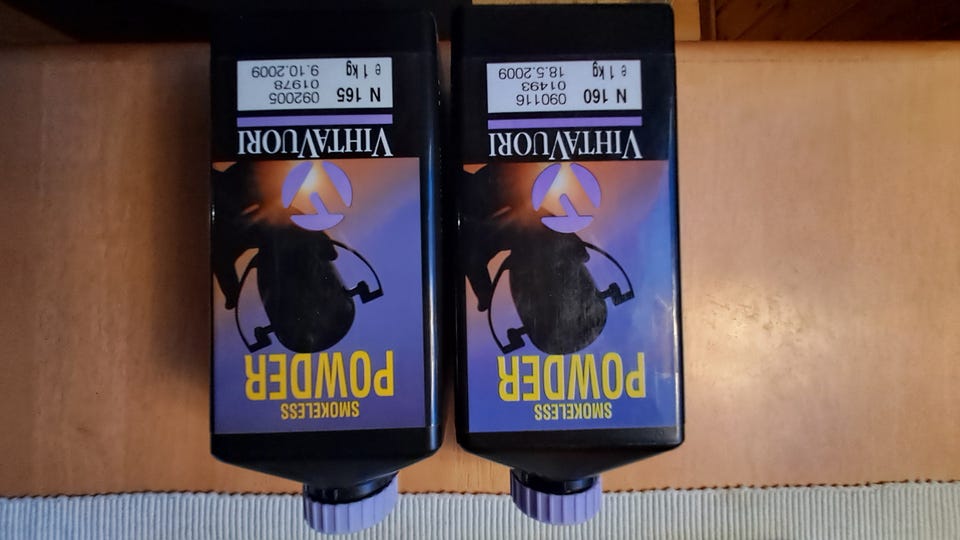 SMOKELESS
POWDER
VIHTAVUORI
N 160 090116
01493
e 1 kg 18.5.2009
SMOKELESS
POWDER
VIHTAVUORI
N 165 092005
01978
e 1 kg 9.10.2009